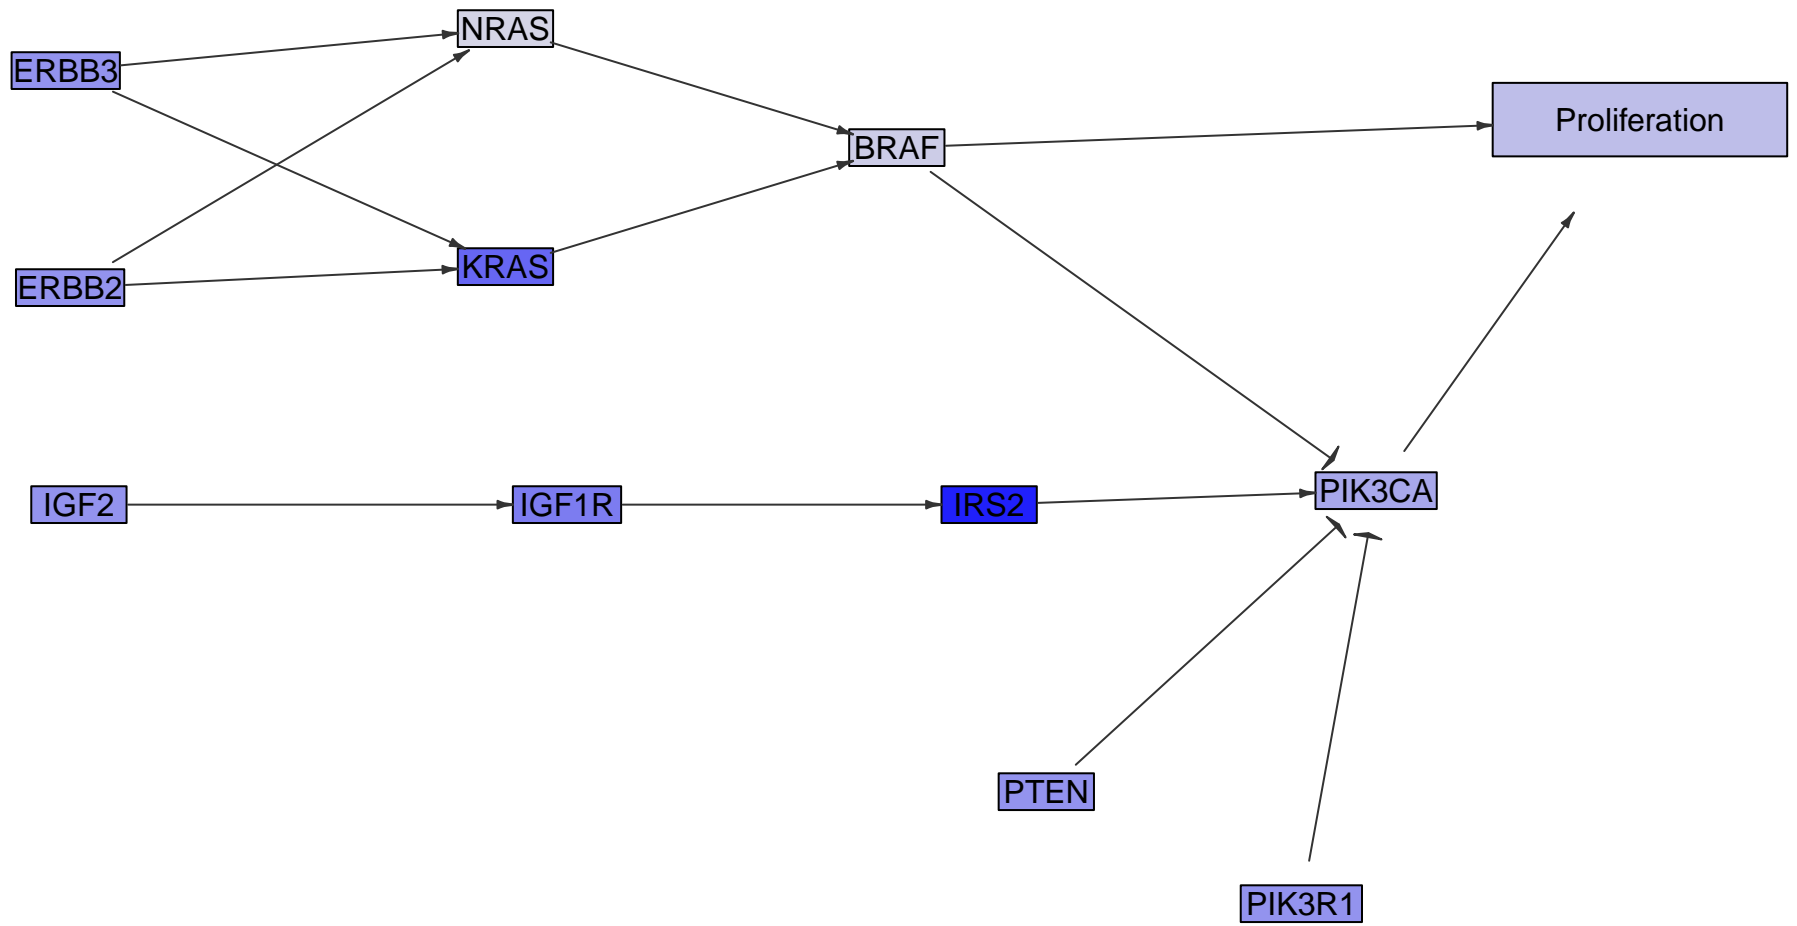 NRAS
ERBB3
Proliferation
BRAF
KRAS
ERBB2
IGF2
IGF1R
IRS2
PIK3CA
PTEN
PIK3R1